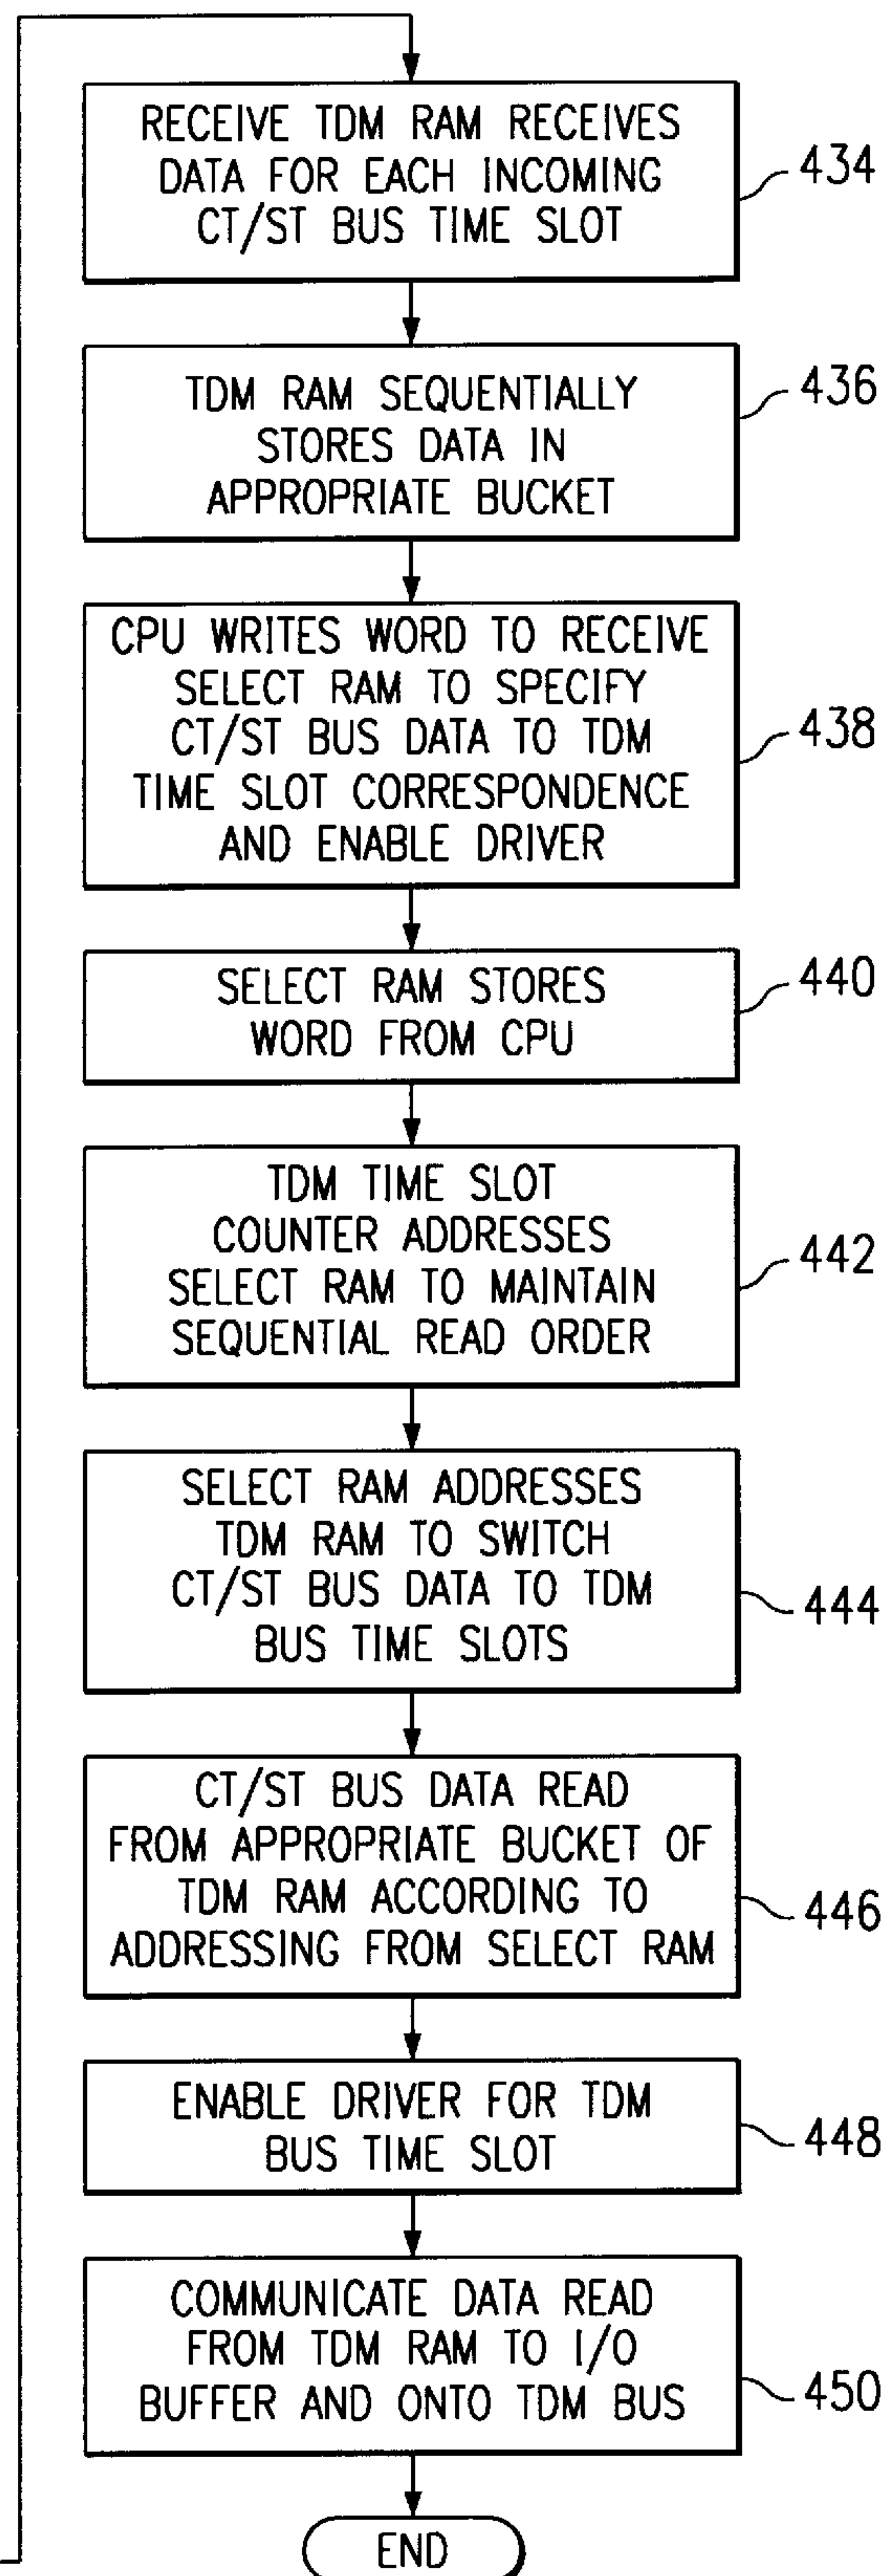 RECEIVE TDM RAM RECEIVES
DATA FOR EACH INCOMING
CT/ST BUS TIME SLOT
434
TDM RAM SEQUENTIALLY
STORES DATA IN
APPROPRIATE BUCKET
436
CPU WRITES WORD TO RECEIVE
SELECT RAM TO SPECIFY
CT/ST BUS DATA TO TDM
TIME SLOT CORRESPONDENCE
AND ENABLE DRIVER
438
SELECT RAM STORES
WORD FROM CPU
440
TDM TIME SLOT
COUNTER ADDRESSES
SELECT RAM TO MAINTAIN
SEQUENTIAL READ ORDER
442
SELECT RAM ADDRESSES
TDM RAM TO SWITCH
CT/ST BUS DATA TO TDM
BUS TIME SLOTS
444
CT/ST BUS DATA READ
FROM APPROPRIATE BUCKET OF
TDM RAM ACCORDING TO
ADDRESSING FROM SELECT RAM
446
ENABLE DRIVER FOR TDM
BUS TIME SLOT
448
COMMUNICATE DATA READ
FROM TDM RAM TO I/O
BUFFER AND ONTO TDM BUS
450
END